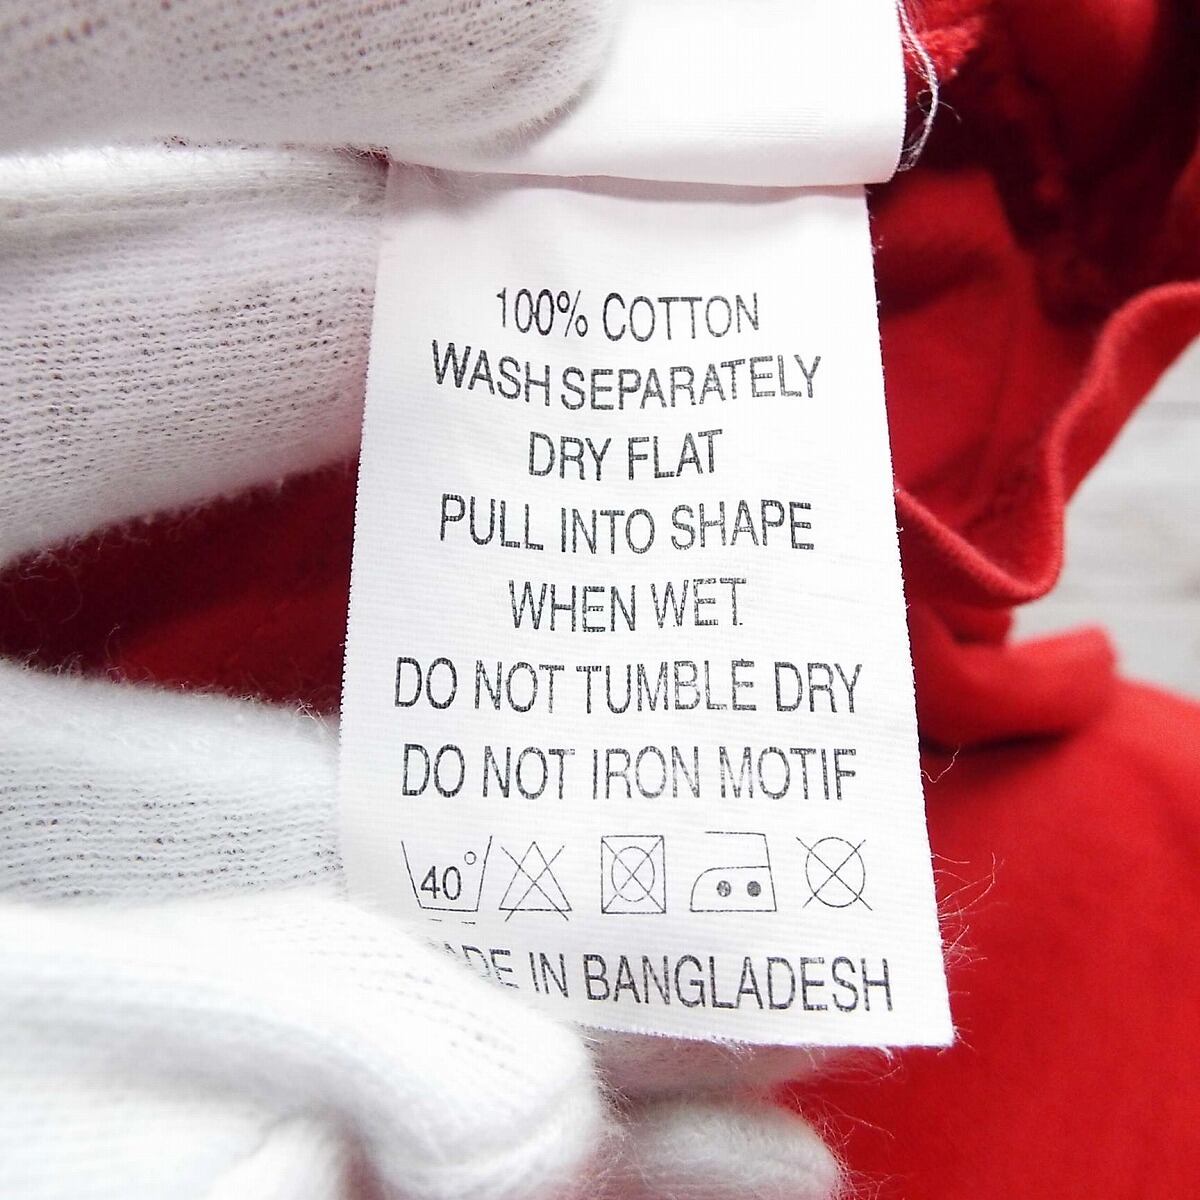 100% COTTON
WASH SEPARATELY
DRY FLAT
PULL INTO SHAPE
WHEN WET.
DO NOT TUMBLE DRY
DO NOT IRON MOTIF
40°
IN BANGLADESH